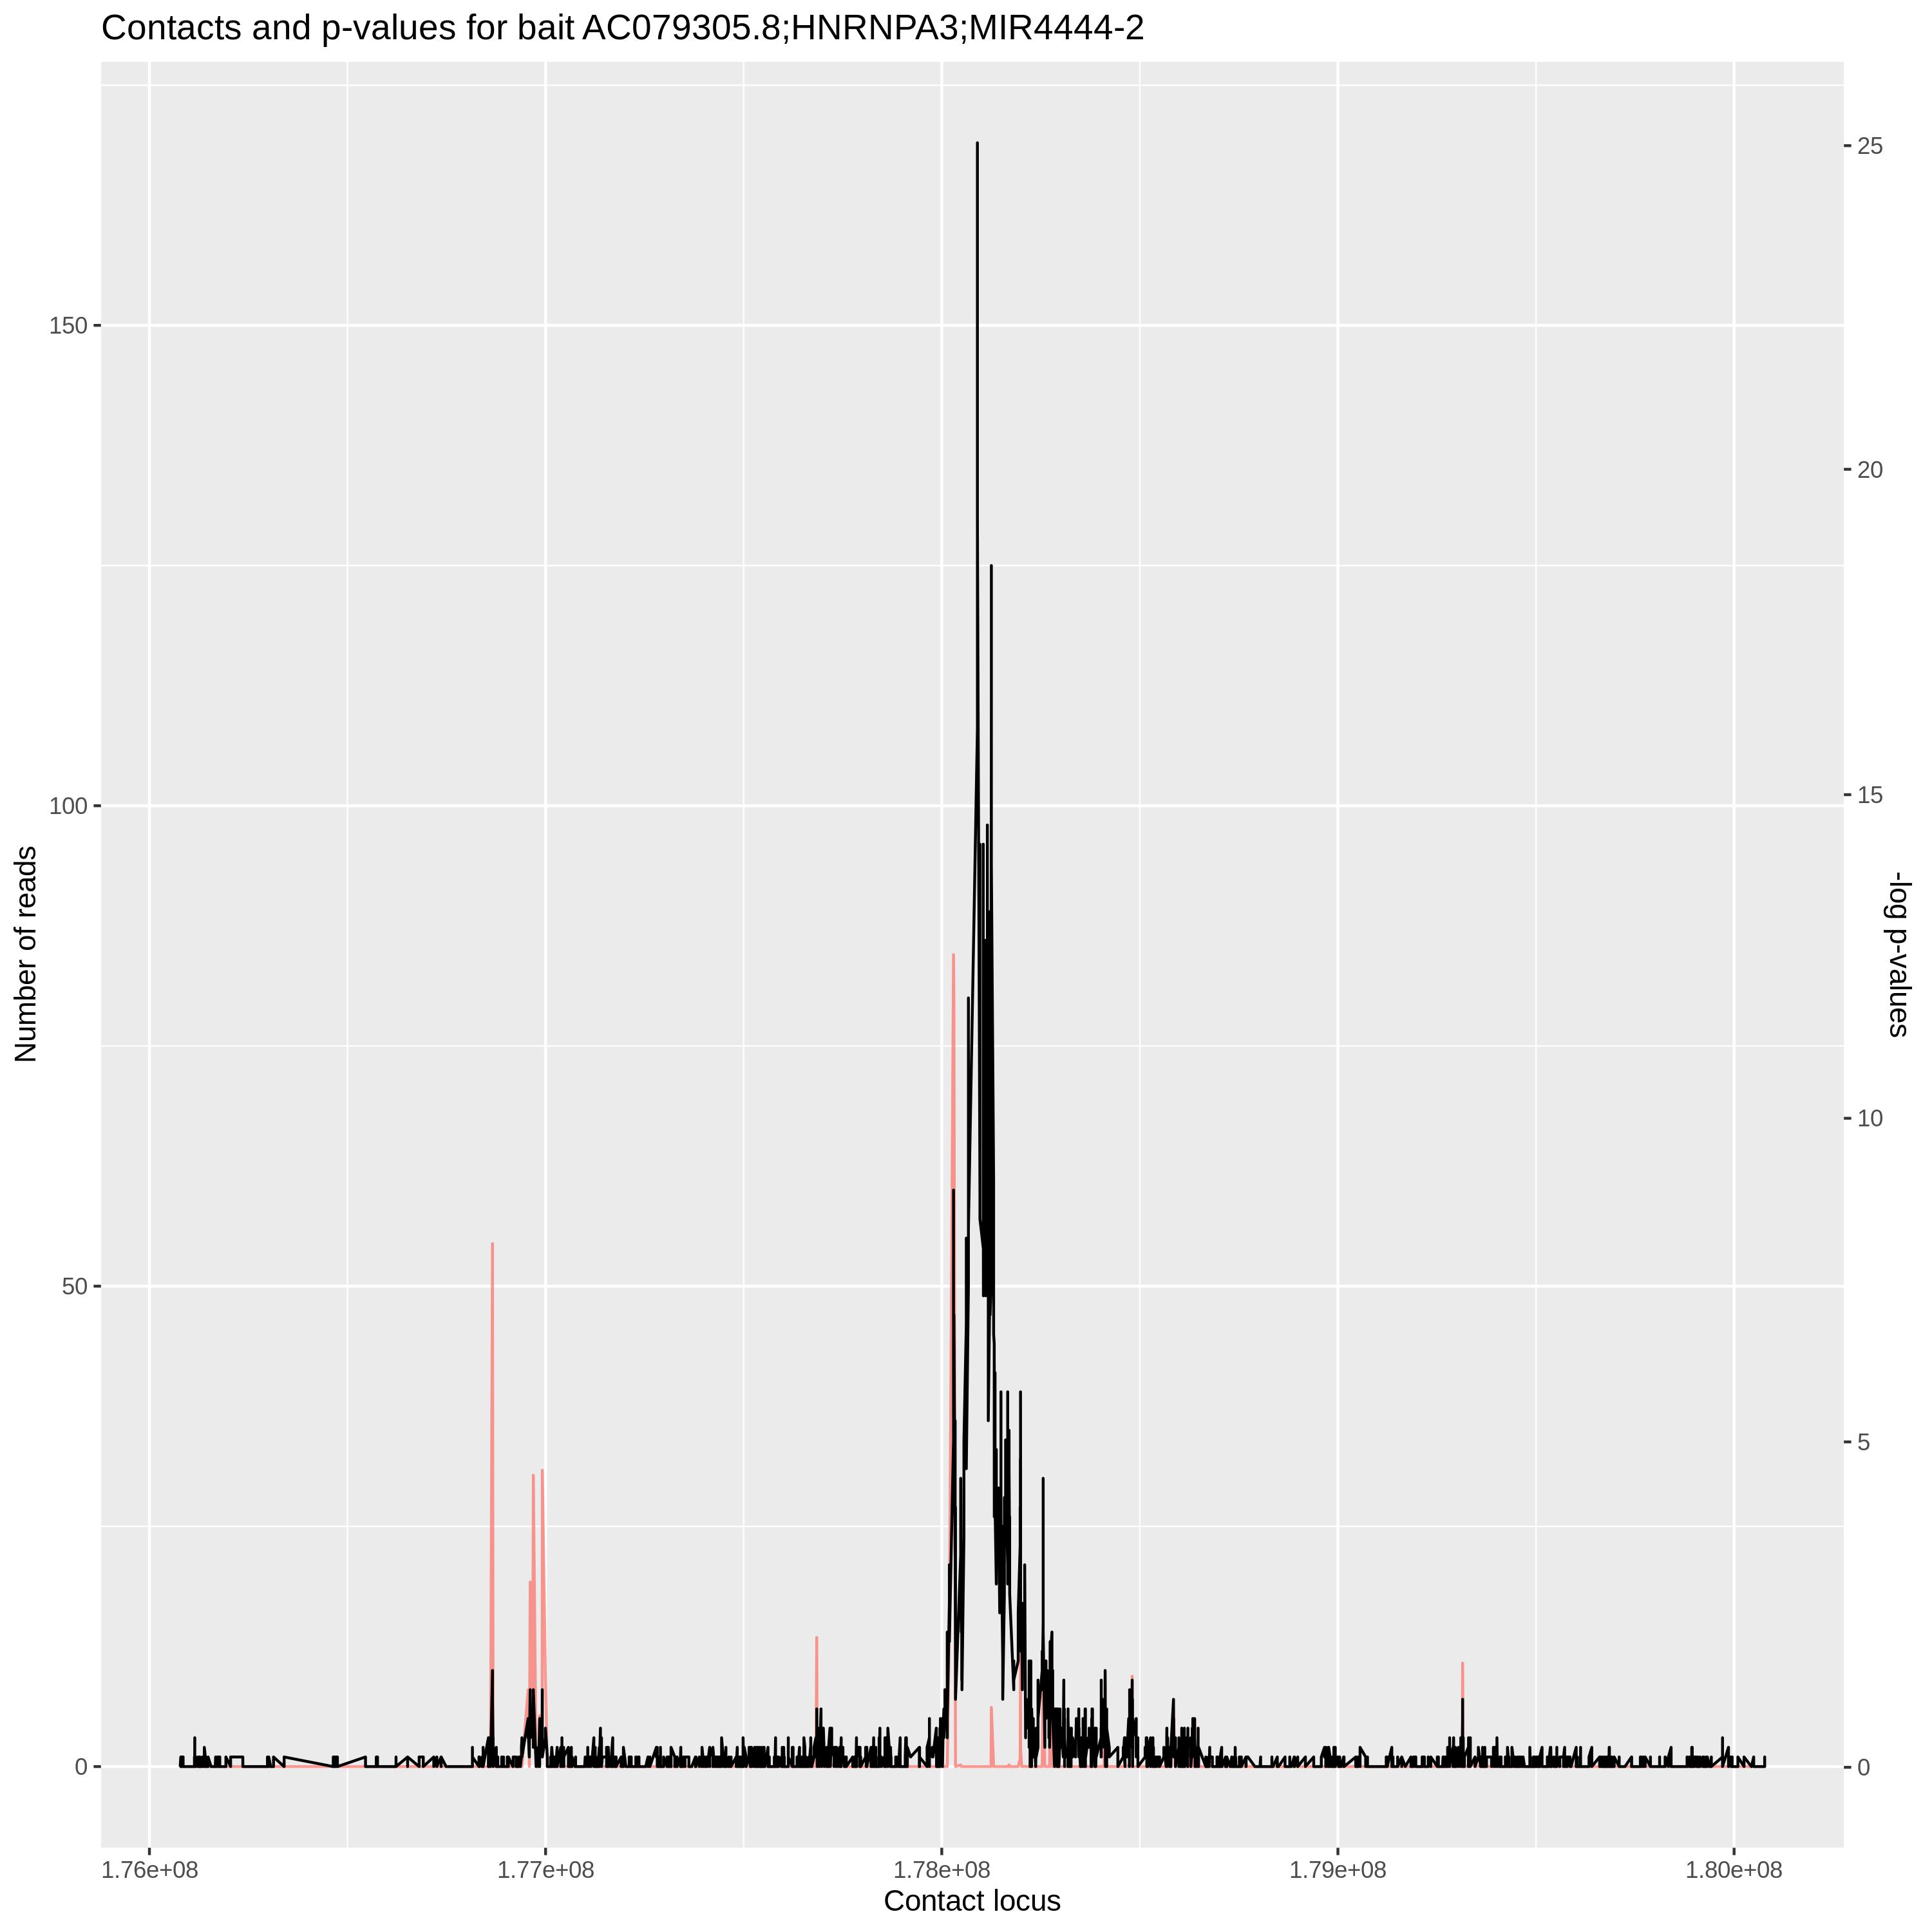 Contacts and p-values for bait AC079305.8;HNRNPA3;MIR4444-2
Number of reads
150
100
50
0
25
20
15
10
5
0
-log p-values
1.76e+08
1.77e+08
1.78e+08
1.79e+08
1.80e+08
Contact locus